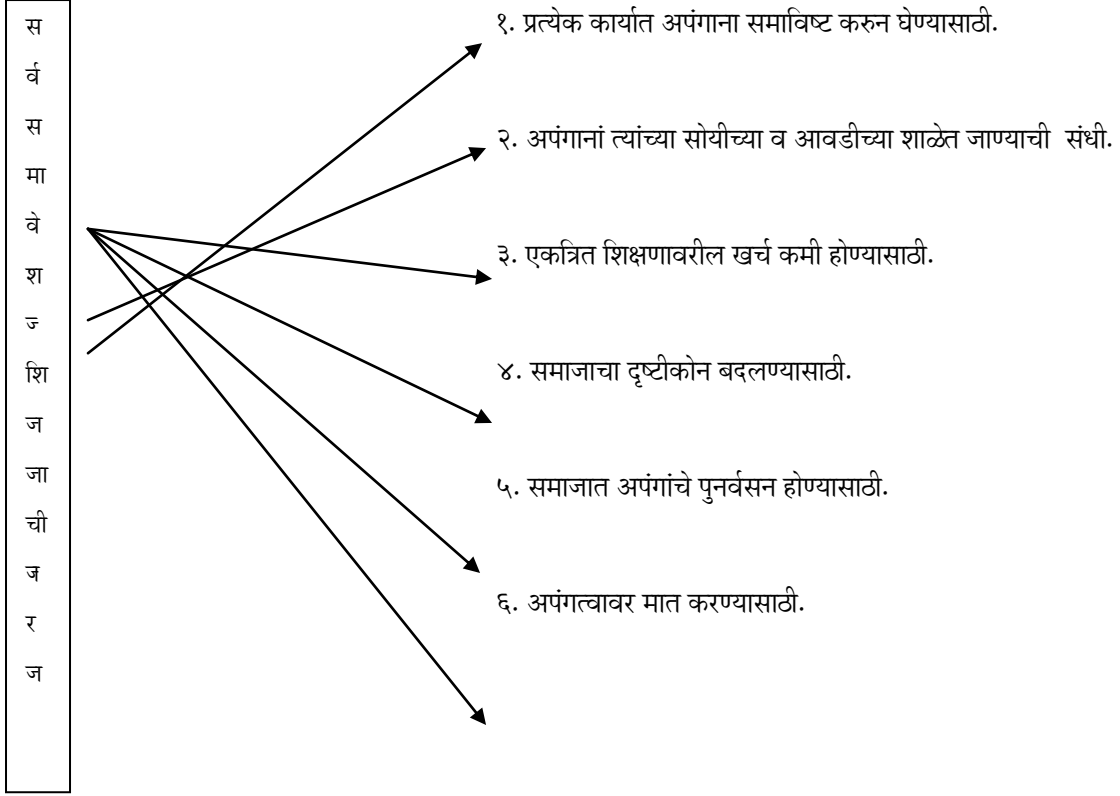 स
र्व
स
मा
वे
श
ज्
शि
ज
जा
ची
ज
र
ज
१. प्रत्येक कार्यात अपंगाना समाविष्ट करुन घेण्यासाठी.
२. अपंगानां त्यांच्या सोयीच्या व आवडीच्या शाळेत जाण्याची संधी.
३. एकत्रित शिक्षणावरील खर्च कमी होण्यासाठी.
४. समाजाचा दृष्टीकोन बदलण्यासाठी.
५. समाजात अपंगांचे पुनर्वसन होण्यासाठी.
६. अपंगत्वावर मात करण्यासाठी.